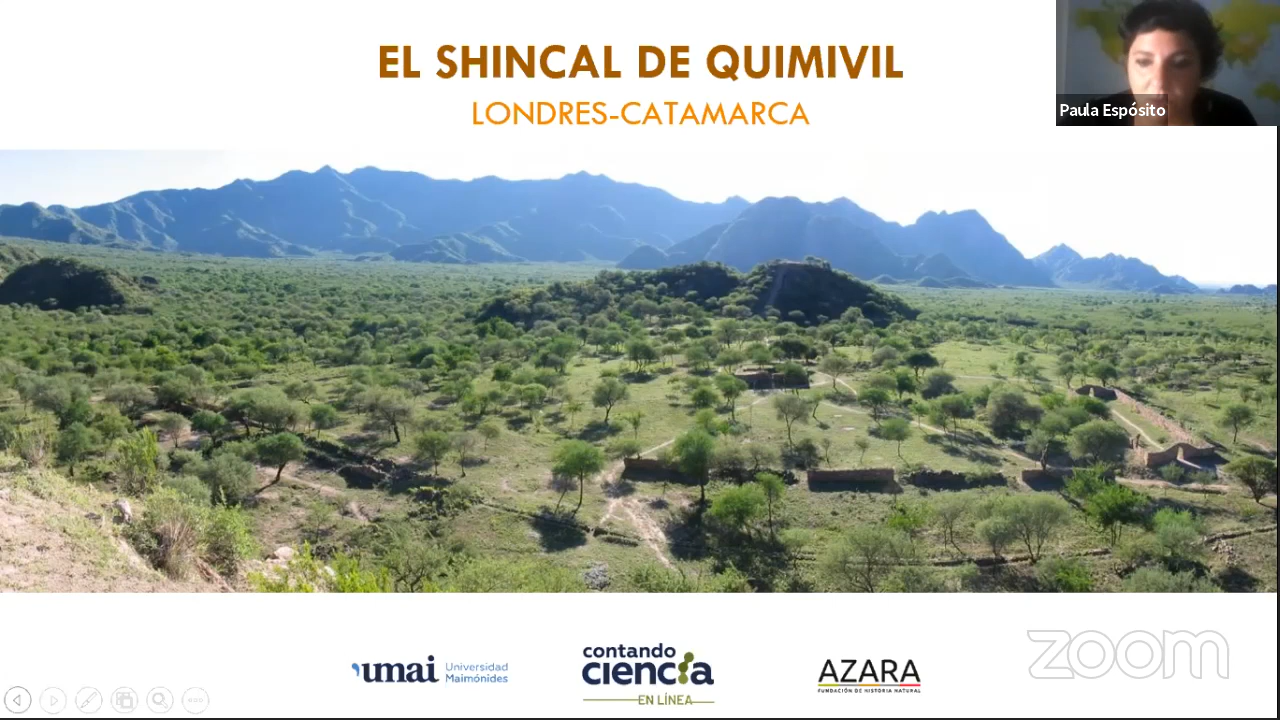 EL SHINCAL DE QUIMIVIL
LONDRES-CATAMARCA
Paula Espósito
umai Universidad
Maimónides
contando
ciencia
EN LÍNEA
AZARA
FUNDACIÓN DE HISTORIA NATURAL
zoom